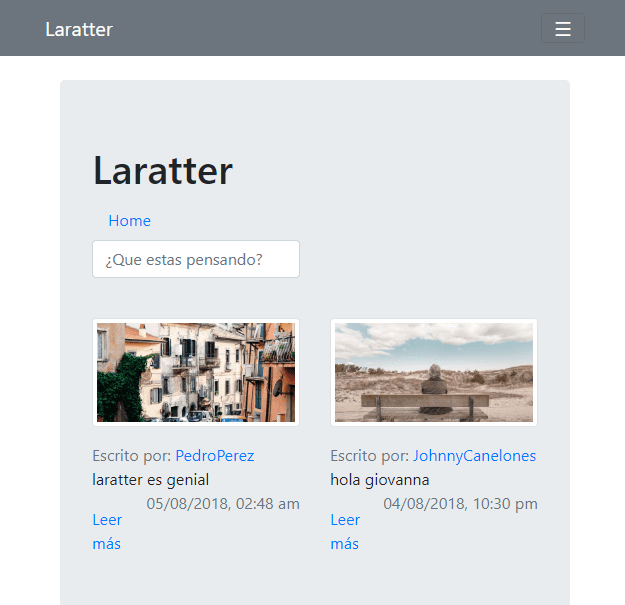 Laratter
☰
Laratter
Home
¿Que estas pensando?
Escrito por: PedroPerez
laratter es genial
05/08/2018, 02:48 am
Leer
más
Escrito por: JohnnyCanelones
hola giovanna
04/08/2018, 10:30 pm
Leer
más